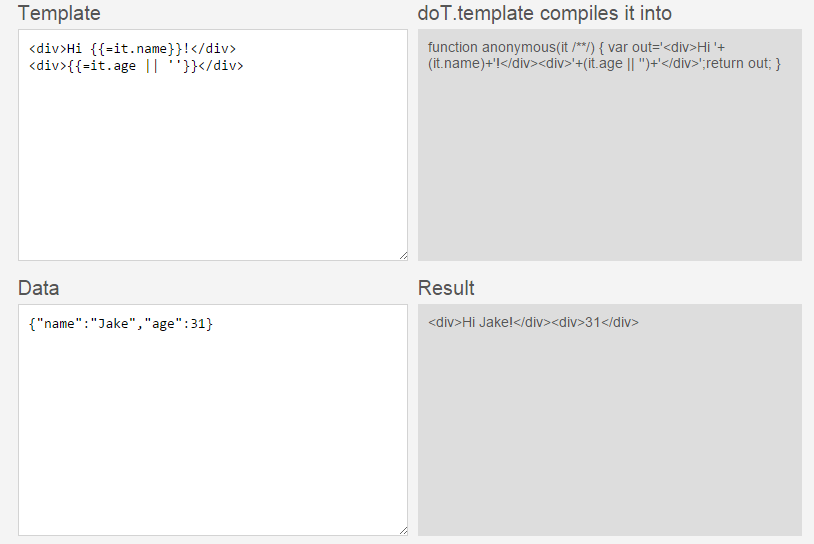 Template
<div>Hi {{=it.name}}!</div>
<div>{{=it.age || ''}}</div>
doT.template compiles it into
function anonymous(it /**/) { var out='<div>Hi '+
(it.name)+'!</div><div>'+(it.age || '')+'</div>';return out; }
Data
{"name":"Jake","age":31}
Result
<div>Hi Jake!</div><div>31</div>